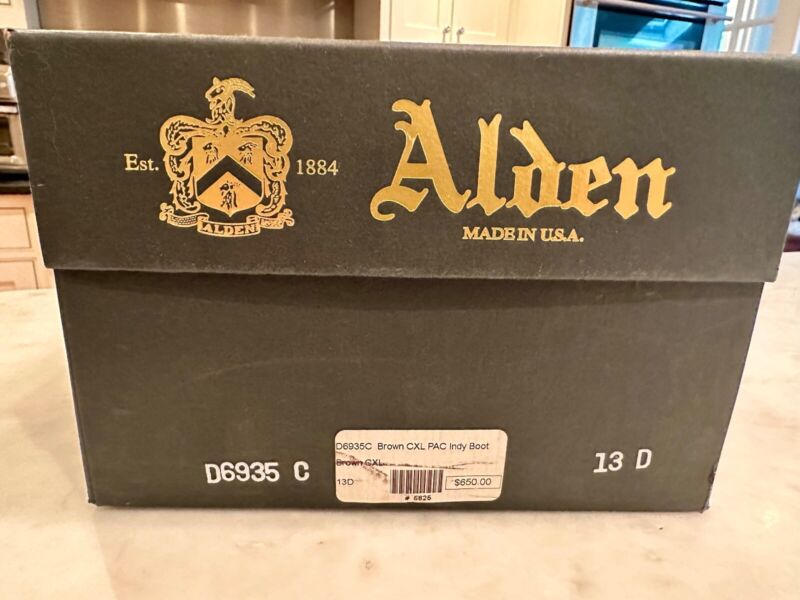 Est.
1884
ALDEN
Alden
MADE IN U.S.A.
D6935 C
D6935C Brown CXL PAC Indy Boot
Brown CXL
13D
$650.00
# 6825
13 D